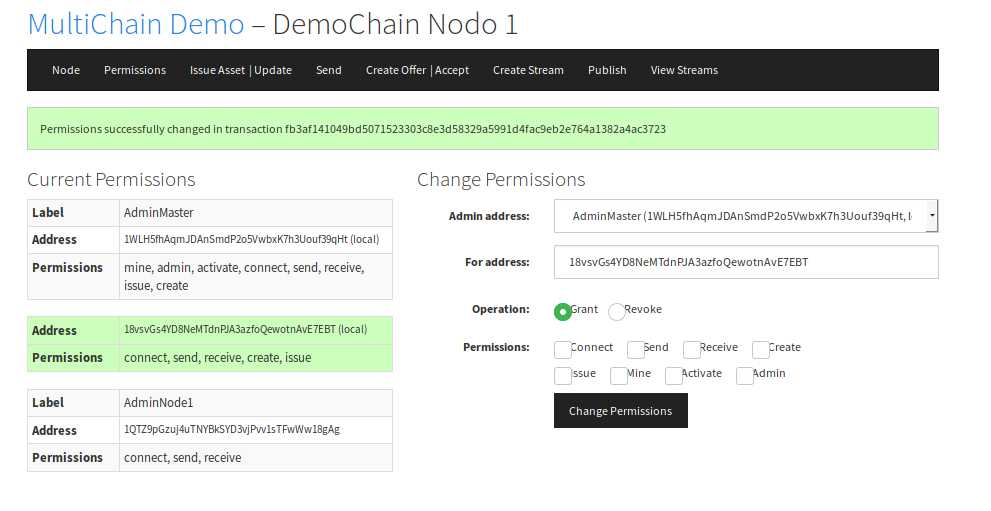 MultiChain Demo – DemoChain Nodo 1
Node Permissions Issue Asset | Update Send Create Offer | Accept Create Stream Publish View Streams
Permissions successfully changed in transaction fb3af141049bd5071523303c8e3d58329a5991d4fac9eb2e764a1382a4ac3723
Current Permissions
Label AdminMaster
Address 1WLH5fhAqmJDAnSmdP2o5VwbxK7h3Uouf39qHt (local)
Permissions mine, admin, activate, connect, send, receive,
issue, create
Address 18vsvGs4YD8NeMTdnPJA3azfoQewotnAvE7EBT (local)
Permissions connect, send, receive, create, issue
Label AdminNode1
Address 1QTZ9pGzuj4uTNYBkSYD3vjPvv1sTFwWw18gAg
Permissions connect, send, receive
Change Permissions
Admin address: AdminMaster (1WLH5fhAqmJDAnSmdP2o5VwbxK7h3Uouf39qHt, l
For address: 18vsvGs4YD8NeMTdnPJA3azfoQewotnAvE7EBT
Operation: Grant Revoke
Permissions: Connect Send Receive Create
Issue Mine Activate Admin
Change Permissions